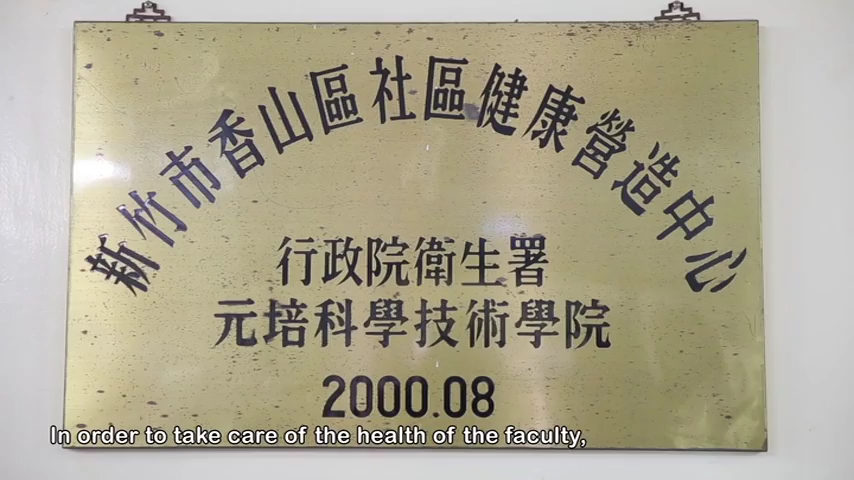 新竹市香山區社區健康營造中心
行政院衛生署
元培科學技術學院
2000.08
In order to take care of the health of the faculty,